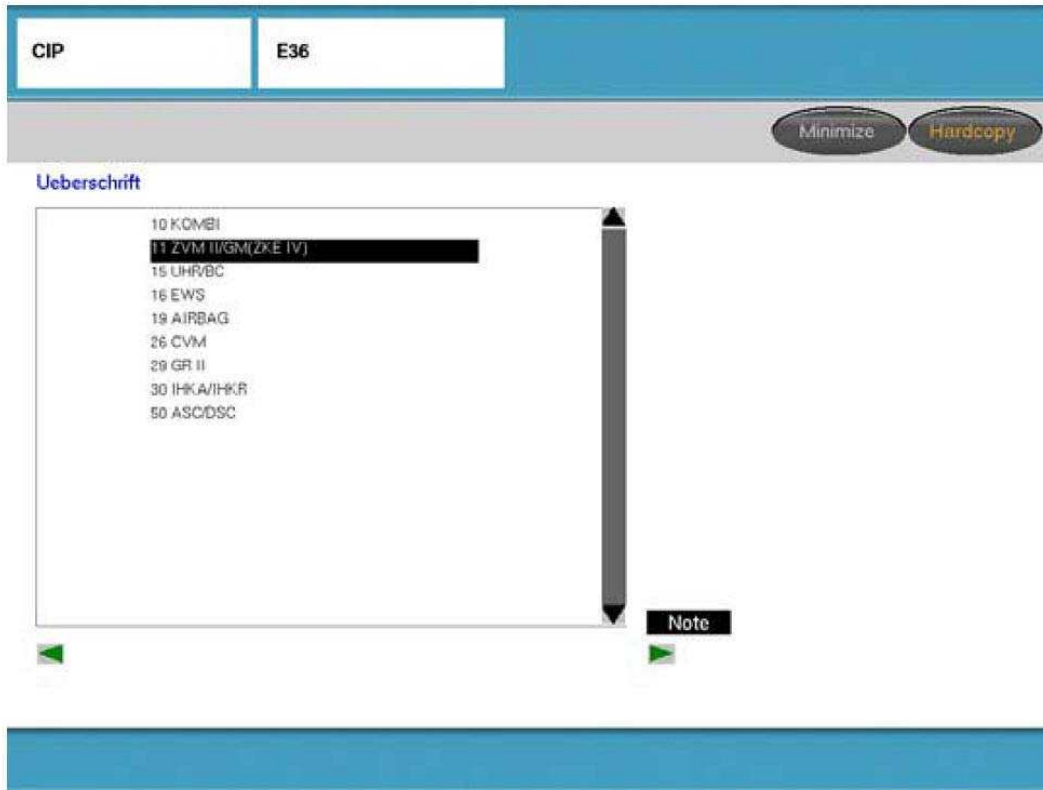 CIP
E36
Minimize
Hardcopy
Ueberschrift
10 KOMBI
11 ZVM II/GM(ZKE IV)
15 UHR/BC
16 EWS
19 AIRBAG
26 CVM
29 GR II
30 IHKA/IHKR
50 ASC/DSC
Note